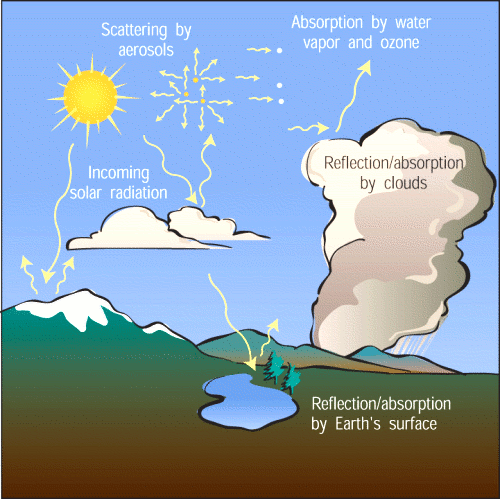 Scattering by
aerosols
Absorption by water
vapor and ozone
Incoming
solar radiation
Reflection/absorption
by clouds
Reflection/absorption
by Earth's surface